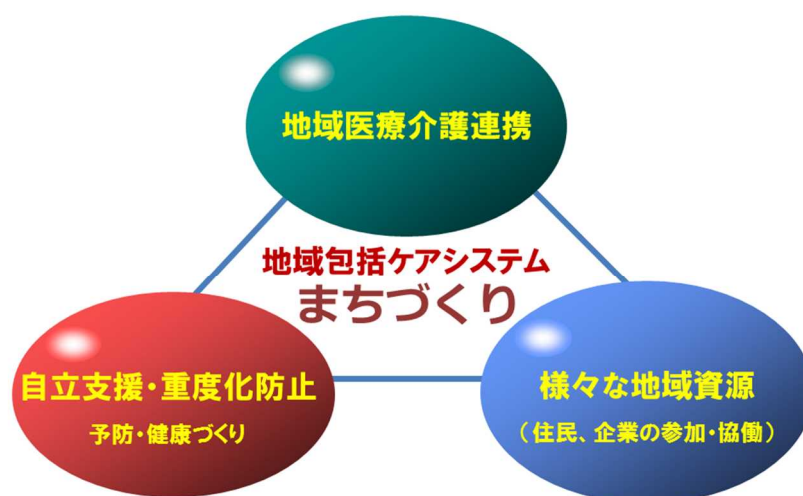 地域医療介護連携
地域包括ケアシステム
まちづくり
自立支援・重度化防止
予防・健康づくり
様々な地域資源
（住民、企業の参加・協働）